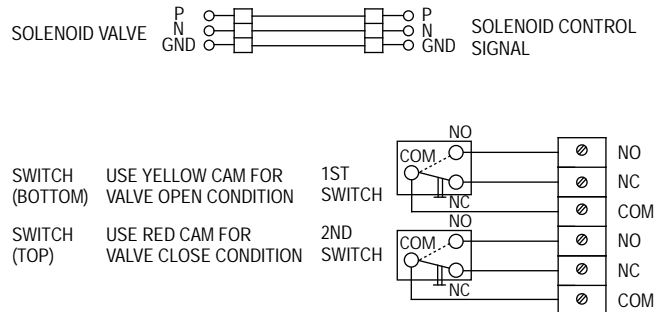 SOLENOID VALVE
P
N
GND
P
N
GND
SOLENOID CONTROL
SIGNAL
SWITCH
(BOTTOM)
USE YELLOW CAM FOR
VALVE OPEN CONDITION
1ST
SWITCH
COM
NO
NC
NO
NC
COM
SWITCH
(TOP)
USE RED CAM FOR
VALVE CLOSE CONDITION
2ND
SWITCH
COM
NO
NC
NO
NC
COM